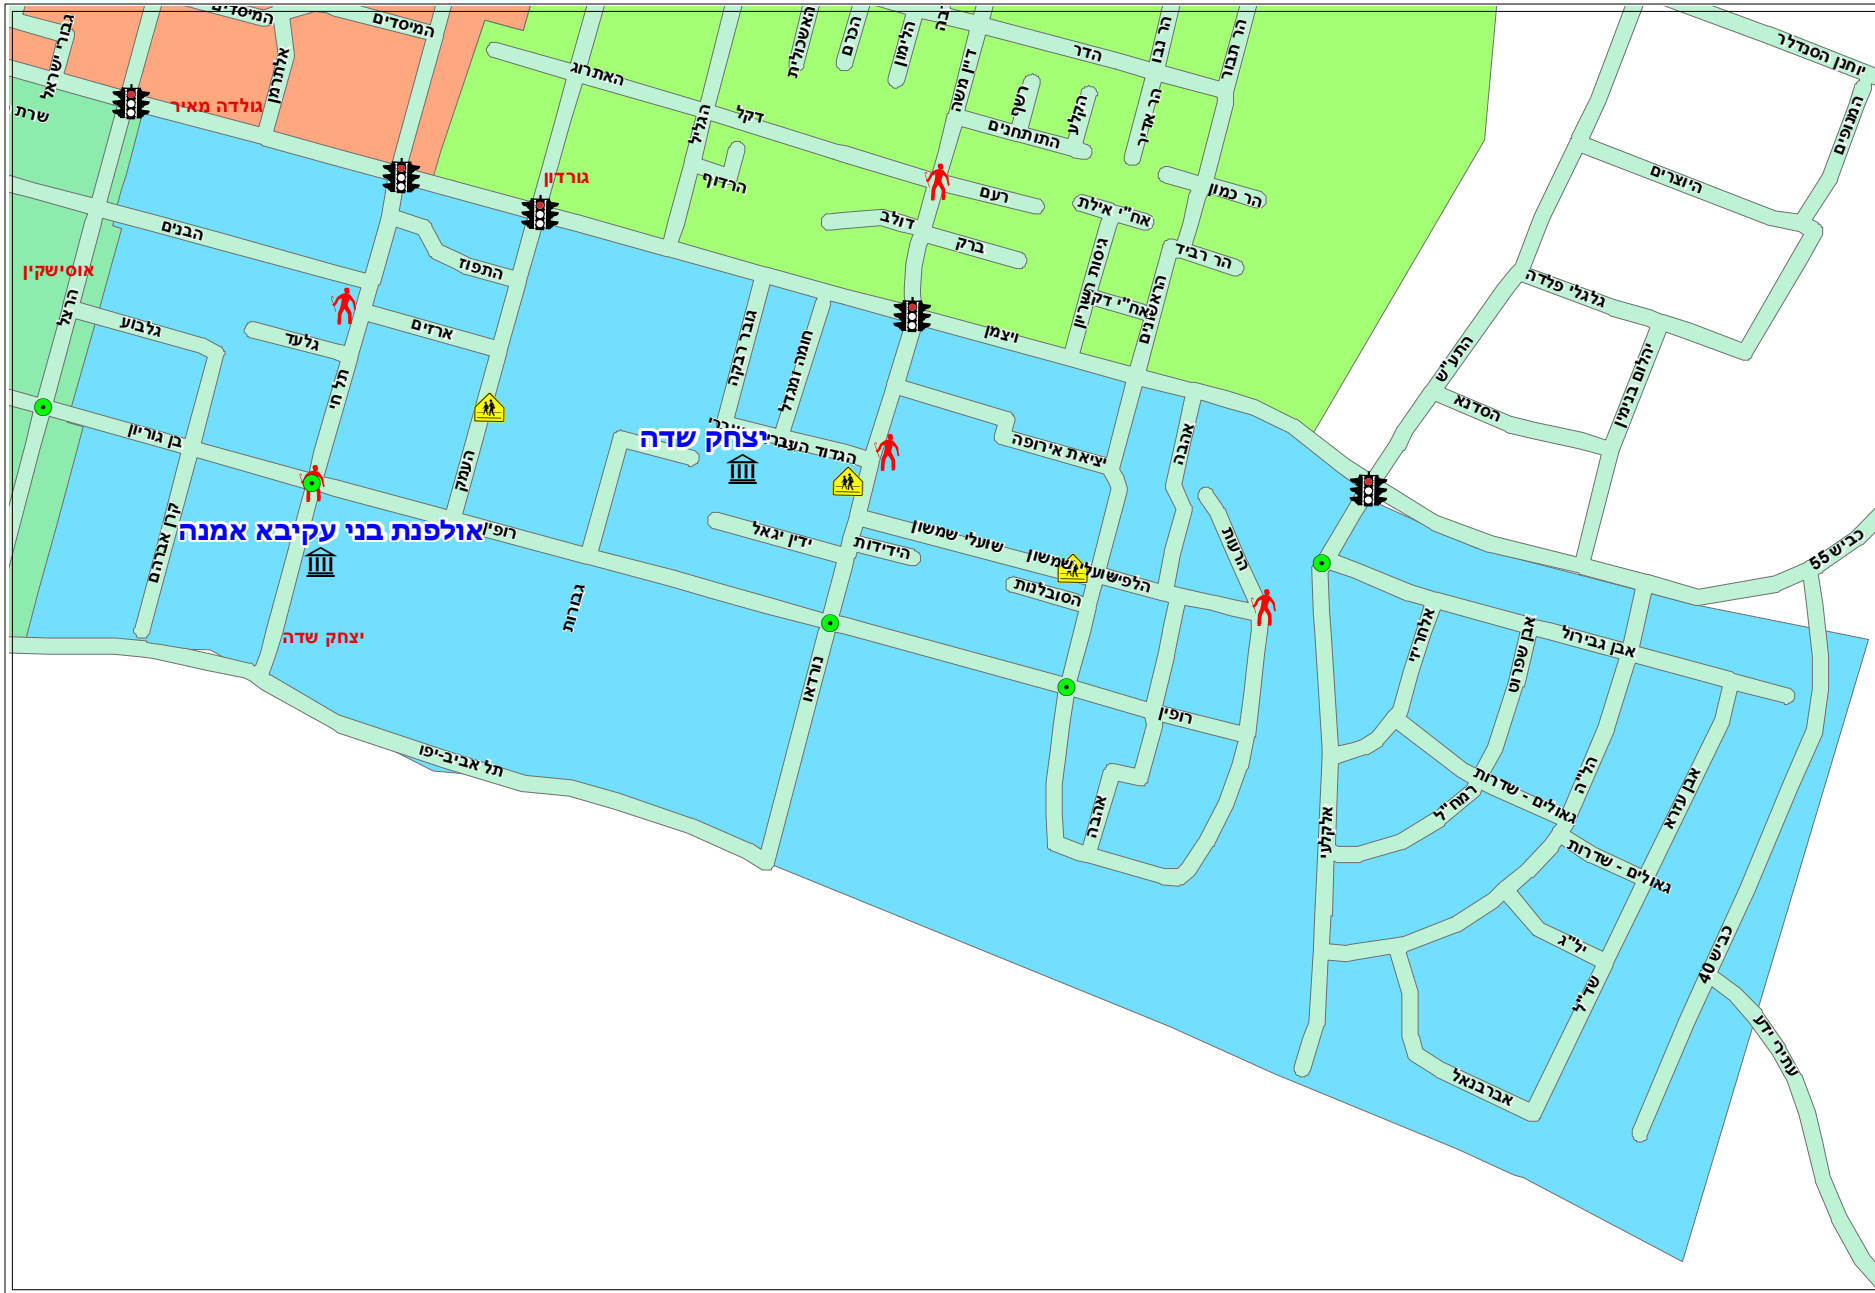 המיסדים
המיסדים
גבורי ישראל
אלתרמן
שרת
גולדה מאיר
האתרוג
דקל
הגליל
הרדוף
האשכולית
הכרם
הלימון
דיין משה
הדר
הר נבו
הר תבור
רשף
הקלע
התותחנים
הר אדיר
רעם
דולב
ברק
אח"י אילת
גיסות השריון
אח"י דקר
הר כמון
הר רביד
הראשונים
יוחנן הסנדלר
המנופים
היוצרים
גלגלי פלדה
התע"ש
יהלום בנימין
הסדנא
כביש 55
גורדון
הבנים
התפוז
אוסישקין
הרצל
גלבוע
גלעד
ארזים
תל חי
ויצמן
גובר רבקה
חומה ומגדל
יצחק שדה
הגדוד העברי
יציאת אירופה
אהבה
העמק
בן גוריון
קרן אברהם
אולפנת בני עקיבא אמנה
רופין
ידין יגאל
הידידות
שועלי שמשון
שועלי שמשון
הסובלנות
הרעות
גבורות
יצחק שדה
נורדאו
תל אביב-יפו
רופין
אהבה
אלחריזי
אבן שפרוט
אבן גבירול
הל"ה
אבן עזרא
גאולים - שדרות
רמח"ל
אלקלעי
גאולים - שדרות
יל"ג
שד"ל
כביש 40
עתירי ידע
אברבנאל